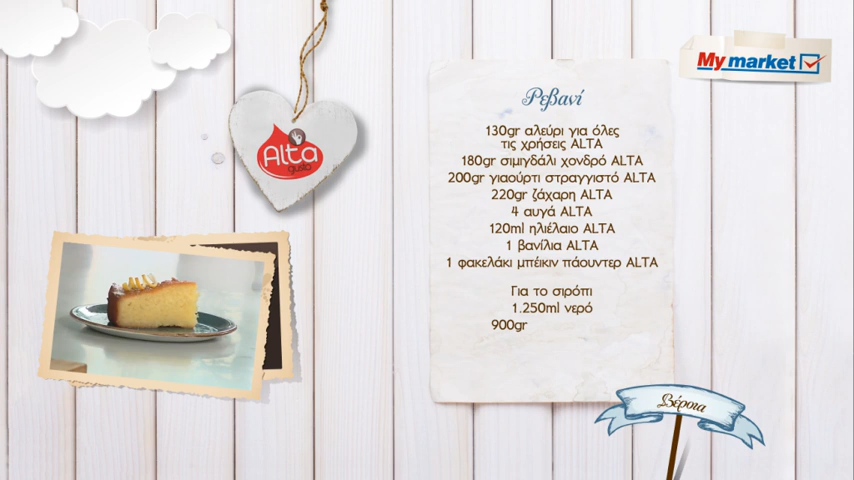 My market
Alta
gusto
Ρεβανί
130gr αλεύρι για όλες
τις χρήσεις ALTA
180gr σιμιγδάλι χονδρό ALTA
200gr γιαούρτι στραγγιστό ALTA
220gr ζάχαρη ALTA
4 αυγά ALTA
120ml ηλιέλαιο ALTA
1 βανίλια ALTA
1 φακελάκι μπέικιν πάουντερ ALTA
Για το σιρόπι
1.250ml νερό
900gr
Βέροια